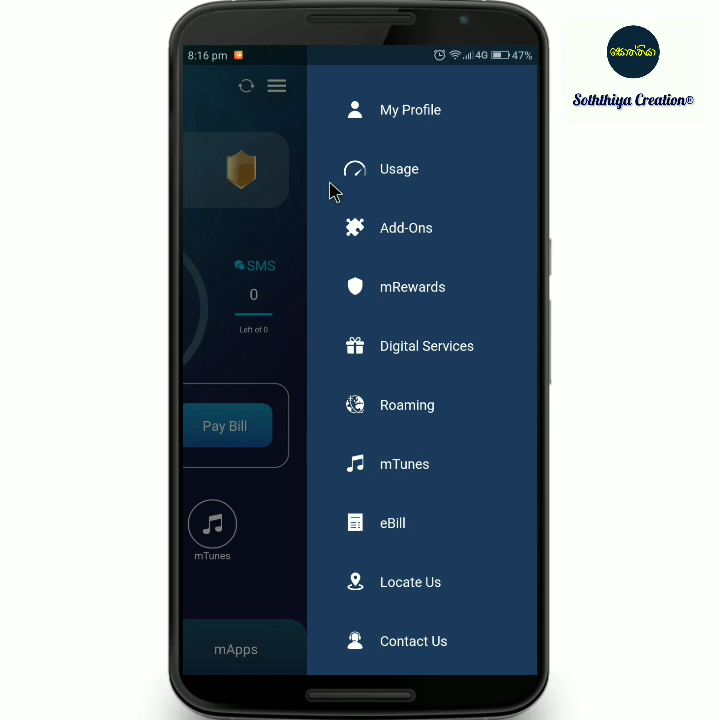 8:16 pm
4G 47%
සොත්තියා
Soththiya Creation®
My Profile
Usage
Add-Ons
SMS
0
Left of 0
mRewards
Digital Services
Roaming
Pay Bill
mTunes
eBill
mTunes
Locate Us
mApps
Contact Us